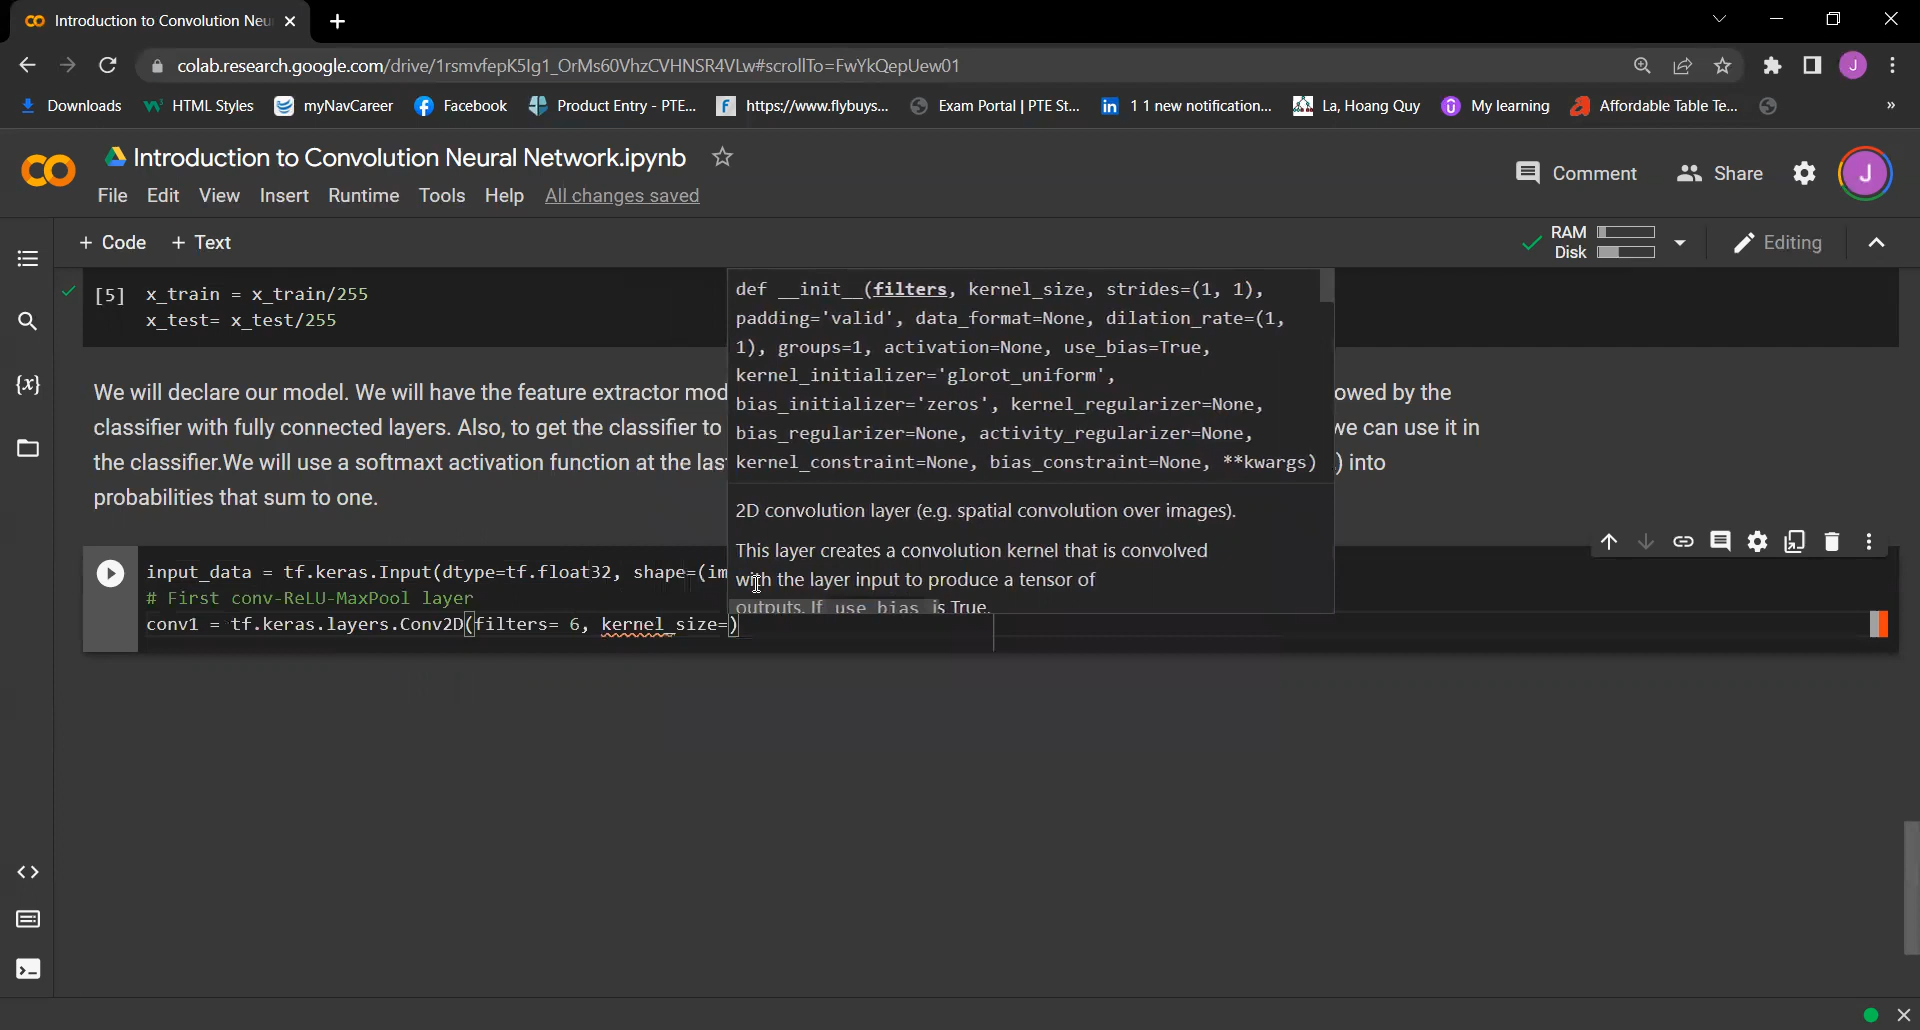 Introduction to Convolution Neu
colab.research.google.com/drive/1rsmvfepK5Ig1_OrMs60VhzCVHNSR4VLw#scrollTo=FwYkQepUew01
J
Downloads
HTML Styles
myNavCareer
Facebook
Product Entry - PTE...
https://www.flybuys...
Exam Portal | PTE St...
1 1 new notification...
La, Hoang Quy
My learning
Affordable Table Te...
»
Introduction to Convolution Neural Network.ipynb
Comment
Share
J
File Edit View Insert Runtime Tools Help All changes saved
+ Code + Text
RAM
Disk
Editing
[5] x_train = x_train/255
x_test= x_test/255
def __init__(filters, kernel_size, strides=(1, 1),
padding='valid', data_format=None, dilation_rate=(1,
1), groups=1, activation=None, use_bias=True,
kernel_initializer='glorot_uniform',
bias_initializer='zeros', kernel_regularizer=None,
bias_regularizer=None, activity_regularizer=None,
kernel_constraint=None, bias_constraint=None, **kwargs)
2D convolution layer (e.g. spatial convolution over images).
This layer creates a convolution kernel that is convolved
with the layer input to produce a tensor of
outputs. If use_bias is True,
We will declare our model. We will have the feature extractor mod owed by the
classifier with fully connected layers. Also, to get the classifier to we can use it in
the classifier.We will use a softmaxt activation function at the las ) into
probabilities that sum to one.
input_data = tf.keras.Input(dtype=tf.float32, shape=(im
# First conv-ReLU-MaxPool layer
conv1 = tf.keras.layers.Conv2D(filters= 6, kernel_size=)